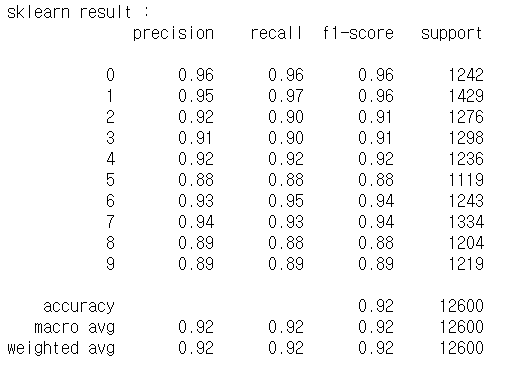 sklearn result :
precision recall f1-score support
0 0.96 0.96 0.96 1242
1 0.95 0.97 0.96 1429
2 0.92 0.90 0.91 1276
3 0.91 0.90 0.91 1298
4 0.92 0.92 0.92 1236
5 0.88 0.88 0.88 1119
6 0.93 0.95 0.94 1243
7 0.94 0.93 0.94 1334
8 0.89 0.88 0.88 1204
9 0.89 0.89 0.89 1219
accuracy 0.92 12600
macro avg 0.92 0.92 0.92 12600
weighted avg 0.92 0.92 0.92 12600